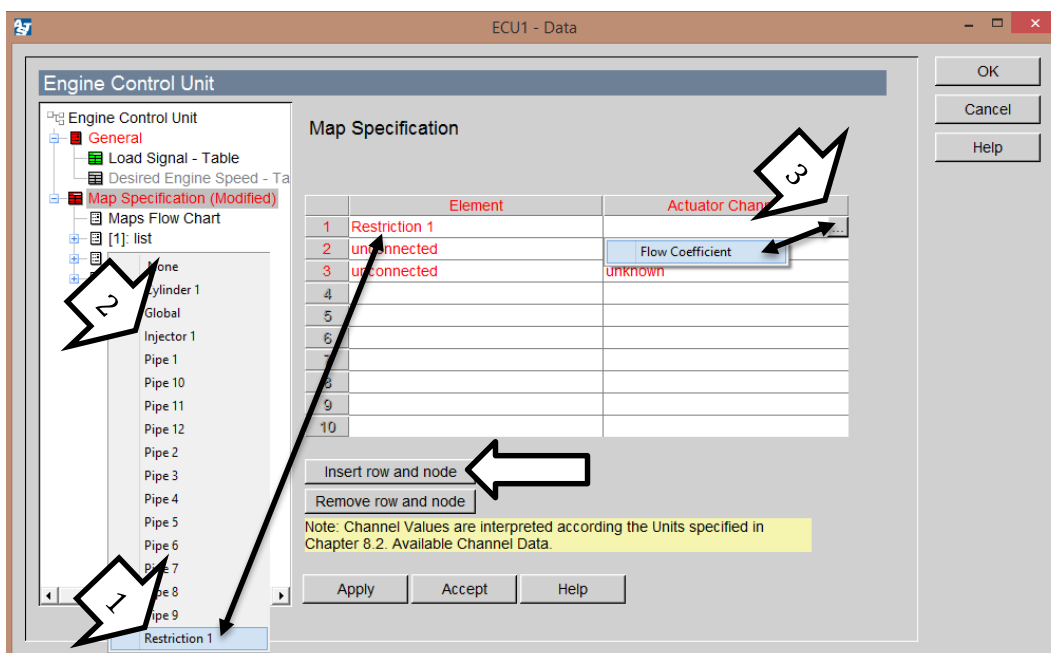 ECU1 - Data
Engine Control Unit
OK
Cancel
Help
Engine Control Unit
General
Load Signal - Table
Desired Engine Speed - Ta
Map Specification (Modified)
Maps Flow Chart
[1]: list
None
Cylinder 1
Global
Injector 1
Pipe 1
Pipe 10
Pipe 11
Pipe 12
Pipe 2
Pipe 3
Pipe 4
Pipe 5
Pipe 6
Pipe 7
Pipe 8
Pipe 9
Restriction 1
1
2
3
Map Specification
Element Actuator Chann
1 Restriction 1 ...
2 unconnected Flow Coefficient
3 unconnected unknown
4
5
6
7
8
9
10
Insert row and node
Remove row and node
Note: Channel Values are interpreted according the Units specified in
Chapter 8.2. Available Channel Data.
Apply Accept Help